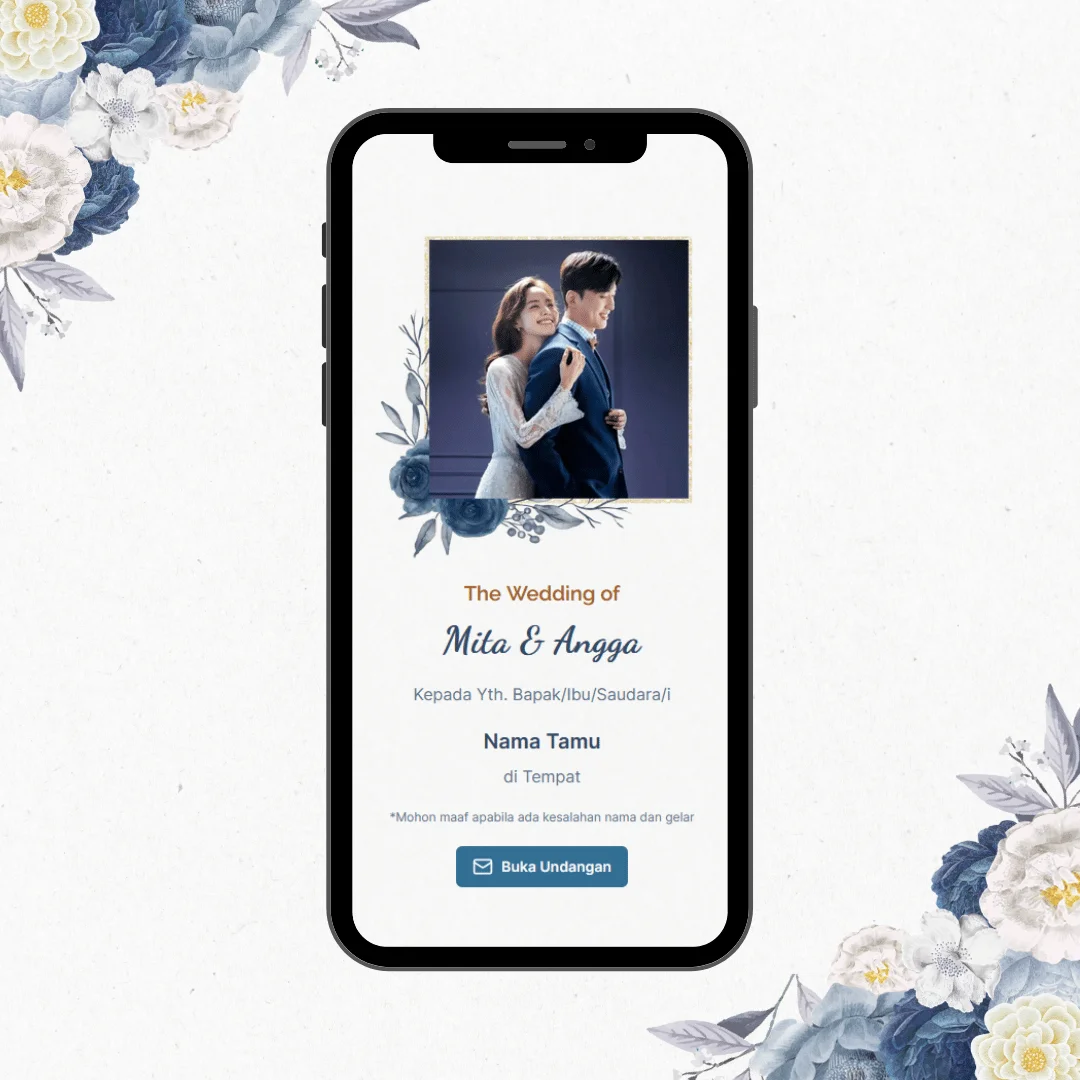 The Wedding of
Mita & Angga
Kepada Yth. Bapak/Ibu/Saudara/i
Nama Tamu
di Tempat
*Mohon maaf apabila ada kesalahan nama dan gelar
Buka Undangan